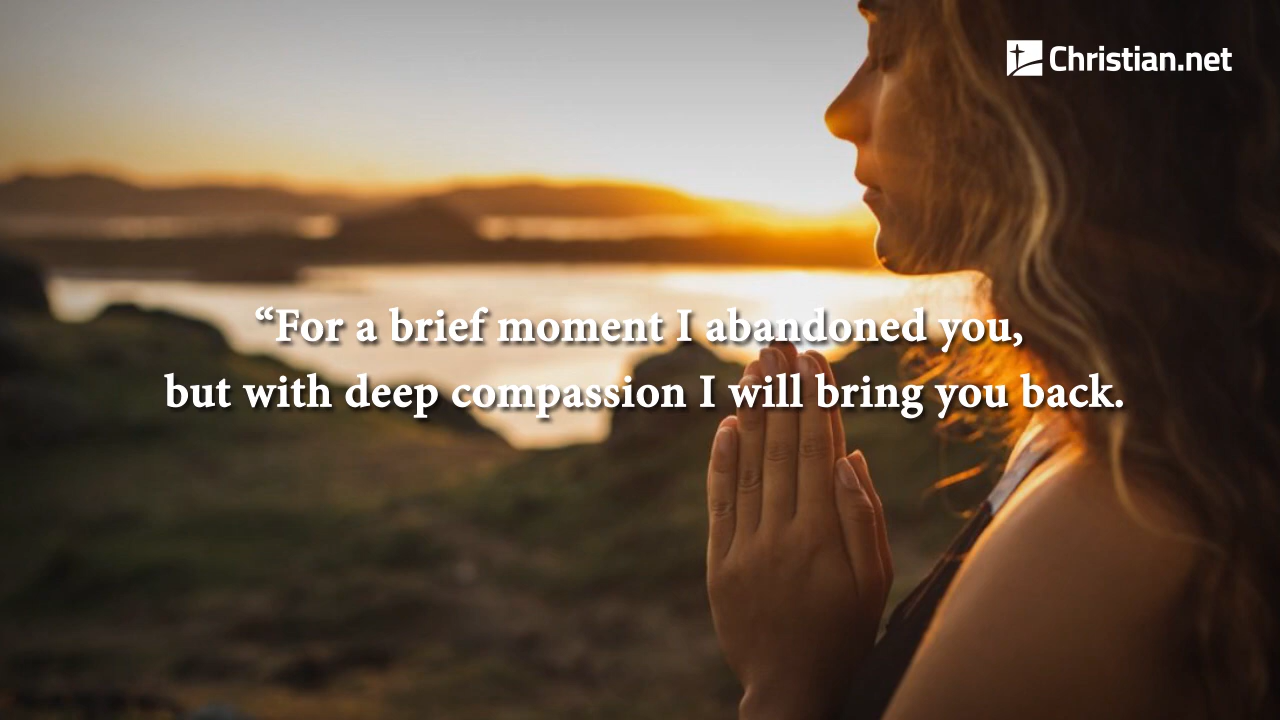 Christian.net
“For a brief moment I abandoned you,
but with deep compassion I will bring you back.